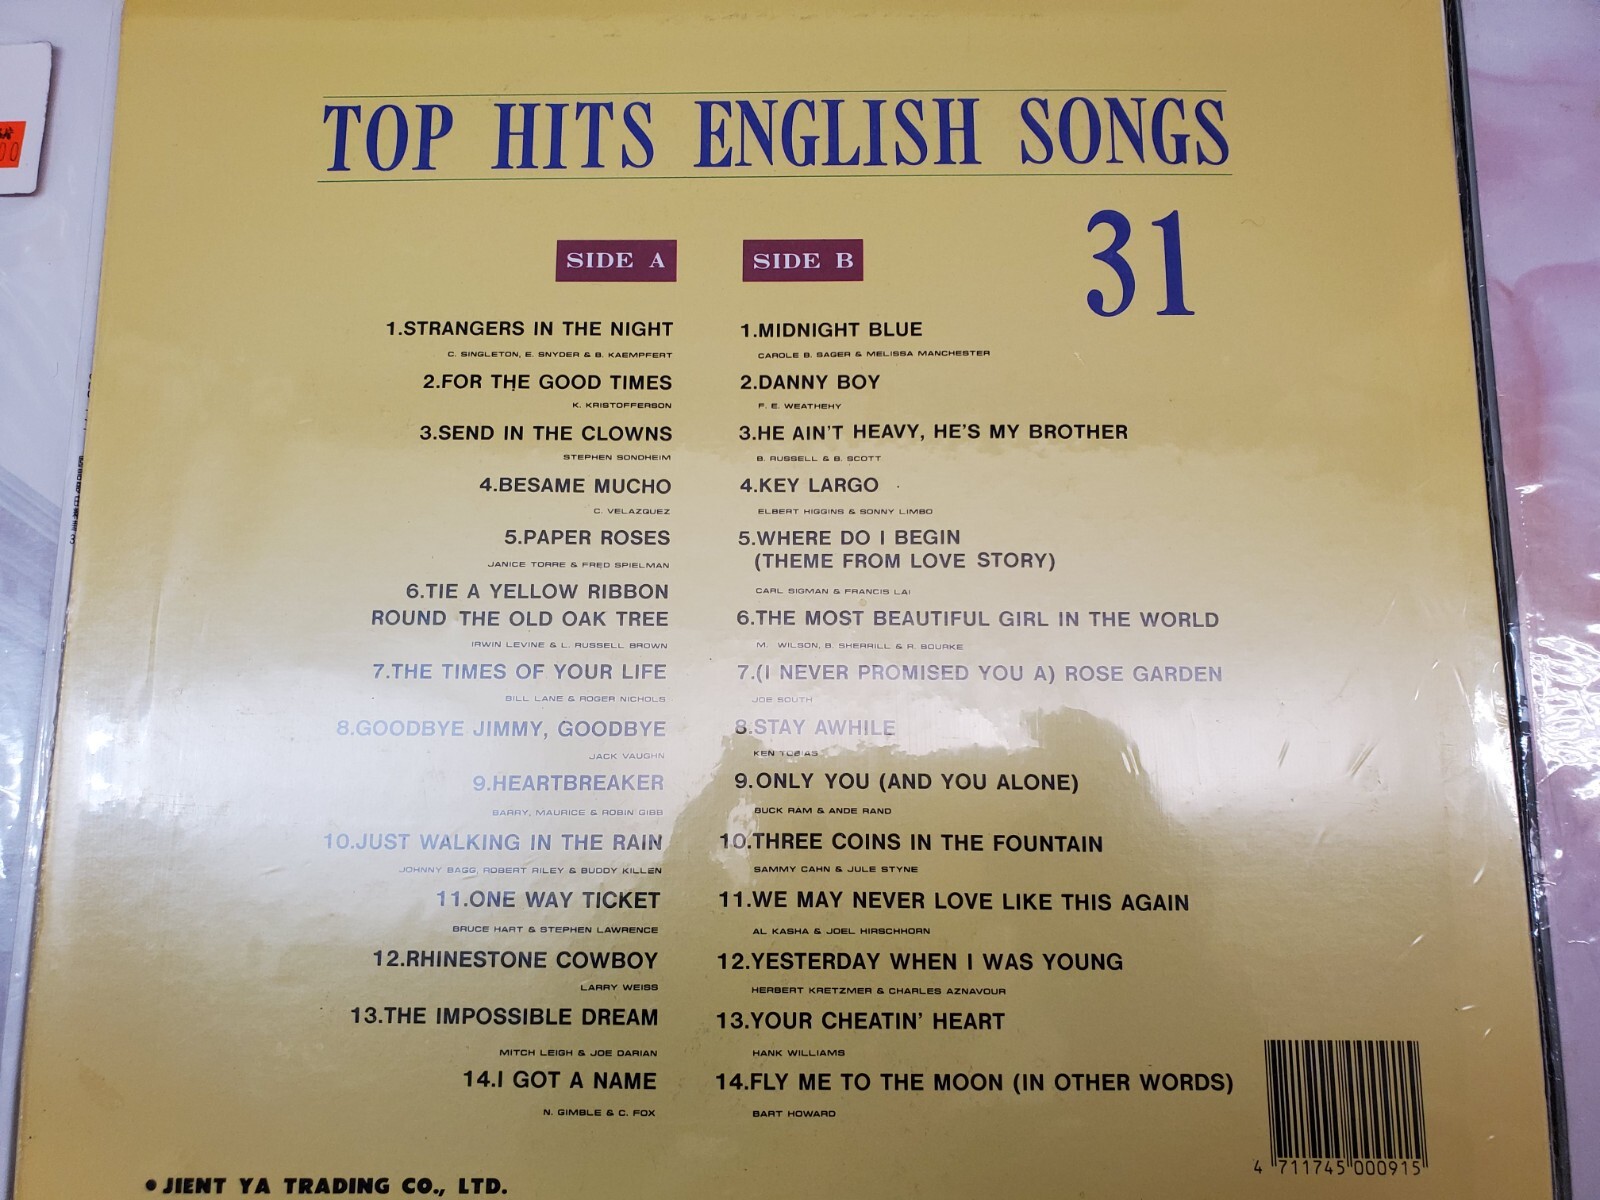 TOP HITS ENGLISH SONGS
31
SIDE A
1.STRANGERS IN THE NIGHT
C. SINGLETON, E. SNYDER & B. KAEMPFERT
2.FOR THE GOOD TIMES
K. KRISTOFFERSON
3.SEND IN THE CLOWNS
STEPHEN SONDHEIM
4.BESAME MUCHO
C. VELAZQUEZ
5.PAPER ROSES
JANICE TORRE & FRED SPIELMAN
6.TIE A YELLOW RIBBON
ROUND THE OLD OAK TREE
IRWIN LEVINE & L. RUSSELL BROWN
7.THE TIMES OF YOUR LIFE
BILL LANE & ROGER NICHOLS
8.GOODBYE JIMMY, GOODBYE
JACK VAUGHN
9.HEARTBREAKER
BARRY, MAURICE & ROBIN GIBB
10.JUST WALKING IN THE RAIN
JOHNNY BAGG, ROBERT RILEY & BUDDY KILLEN
11.ONE WAY TICKET
BRUCE HART & STEPHEN LAWRENCE
12.RHINESTONE COWBOY
LARRY WEISS
13.THE IMPOSSIBLE DREAM
MITCH LEIGH & JOE DARIAN
14.I GOT A NAME
N. GIMBLE & C. FOX
SIDE B
1.MIDNIGHT BLUE
CAROLE B. SAGER & MELISSA MANCHESTER
2.DANNY BOY
F. E. WEATHEHY
3.HE AIN'T HEAVY, HE'S MY BROTHER
B. RUSSELL & B. SCOTT
4.KEY LARGO
ELBERT HIGGINS & SONNY LIMBO
5.WHERE DO I BEGIN
(THEME FROM LOVE STORY)
CARL SIGMAN & FRANCIS LAI
6.THE MOST BEAUTIFUL GIRL IN THE WORLD
M. WILSON, B. SHERRILL & R. BOURKE
7.(I NEVER PROMISED YOU A) ROSE GARDEN
JOE SOUTH
8.STAY AWHILE
KEN TOBIAS
9.ONLY YOU (AND YOU ALONE)
BUCK RAM & ANDE RAND
10.THREE COINS IN THE FOUNTAIN
SAMMY CAHN & JULE STYNE
11.WE MAY NEVER LOVE LIKE THIS AGAIN
AL KASHA & JOEL HIRSCHHORN
12.YESTERDAY WHEN I WAS YOUNG
HERBERT KRETZMER & CHARLES AZNAVOUR
13.YOUR CHEATIN' HEART
HANK WILLIAMS
14.FLY ME TO THE MOON (IN OTHER WORDS)
BART HOWARD
4 711745 000915
• JIENT YA TRADING CO., LTD.